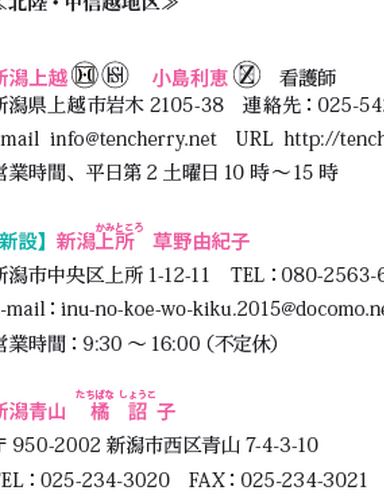 ≪北陸・甲信越地区≫
新潟上越 小島利恵 Ⓩ 看護師
新潟県上越市岩木 2105-38 連絡先：025-54
mail info@tencherry.net URL http://tench
営業時間、平日第 2 土曜日 10 時～15 時
新設】新潟上所 草野由紀子
かみところ
新潟市中央区上所 1-12-11 TEL：080-2563-6
-mail：inu-no-koe-wo-kiku.2015@docomo.ne
営業時間：9:30 ～ 16:00（不定休）
たちばな しょうこ
新潟青山 橘 詔 子
〒 950-2002 新潟市西区青山 7-4-3-10
TEL：025-234-3020 FAX：025-234-3021